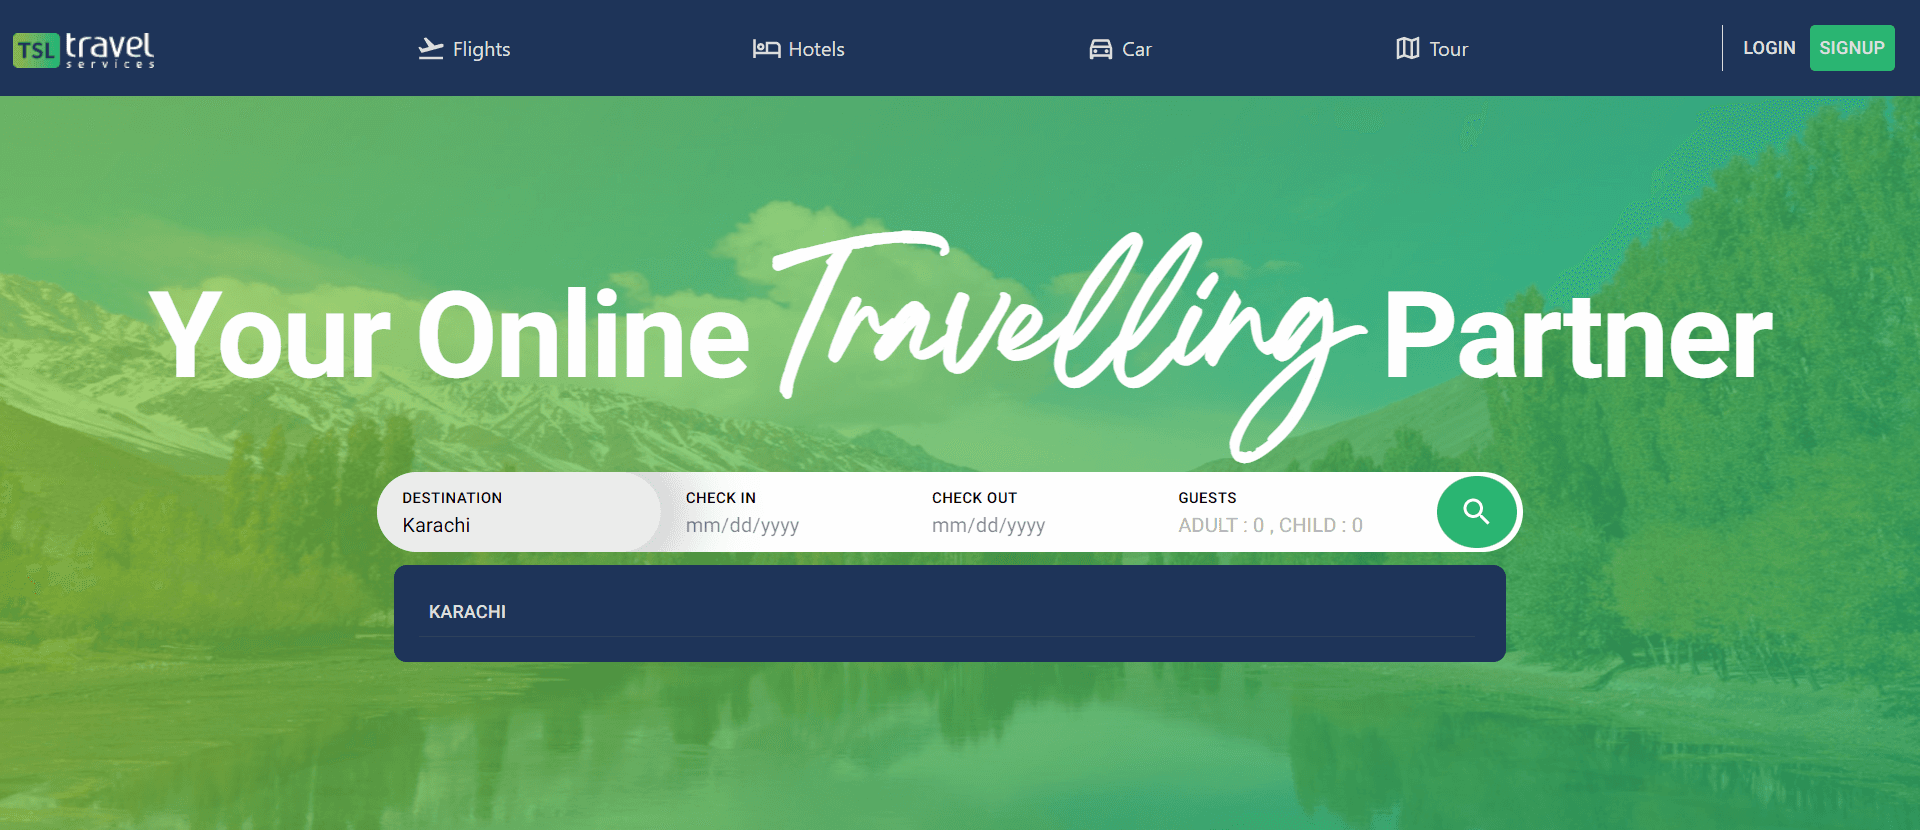 TSL travel services
Flights
Hotels
Car
Tour
LOGIN
SIGNUP
Your Online Travelling Partner
DESTINATION
Karachi
CHECK IN
mm/dd/yyyy
CHECK OUT
mm/dd/yyyy
GUESTS
ADULT : 0 , CHILD : 0
KARACHI